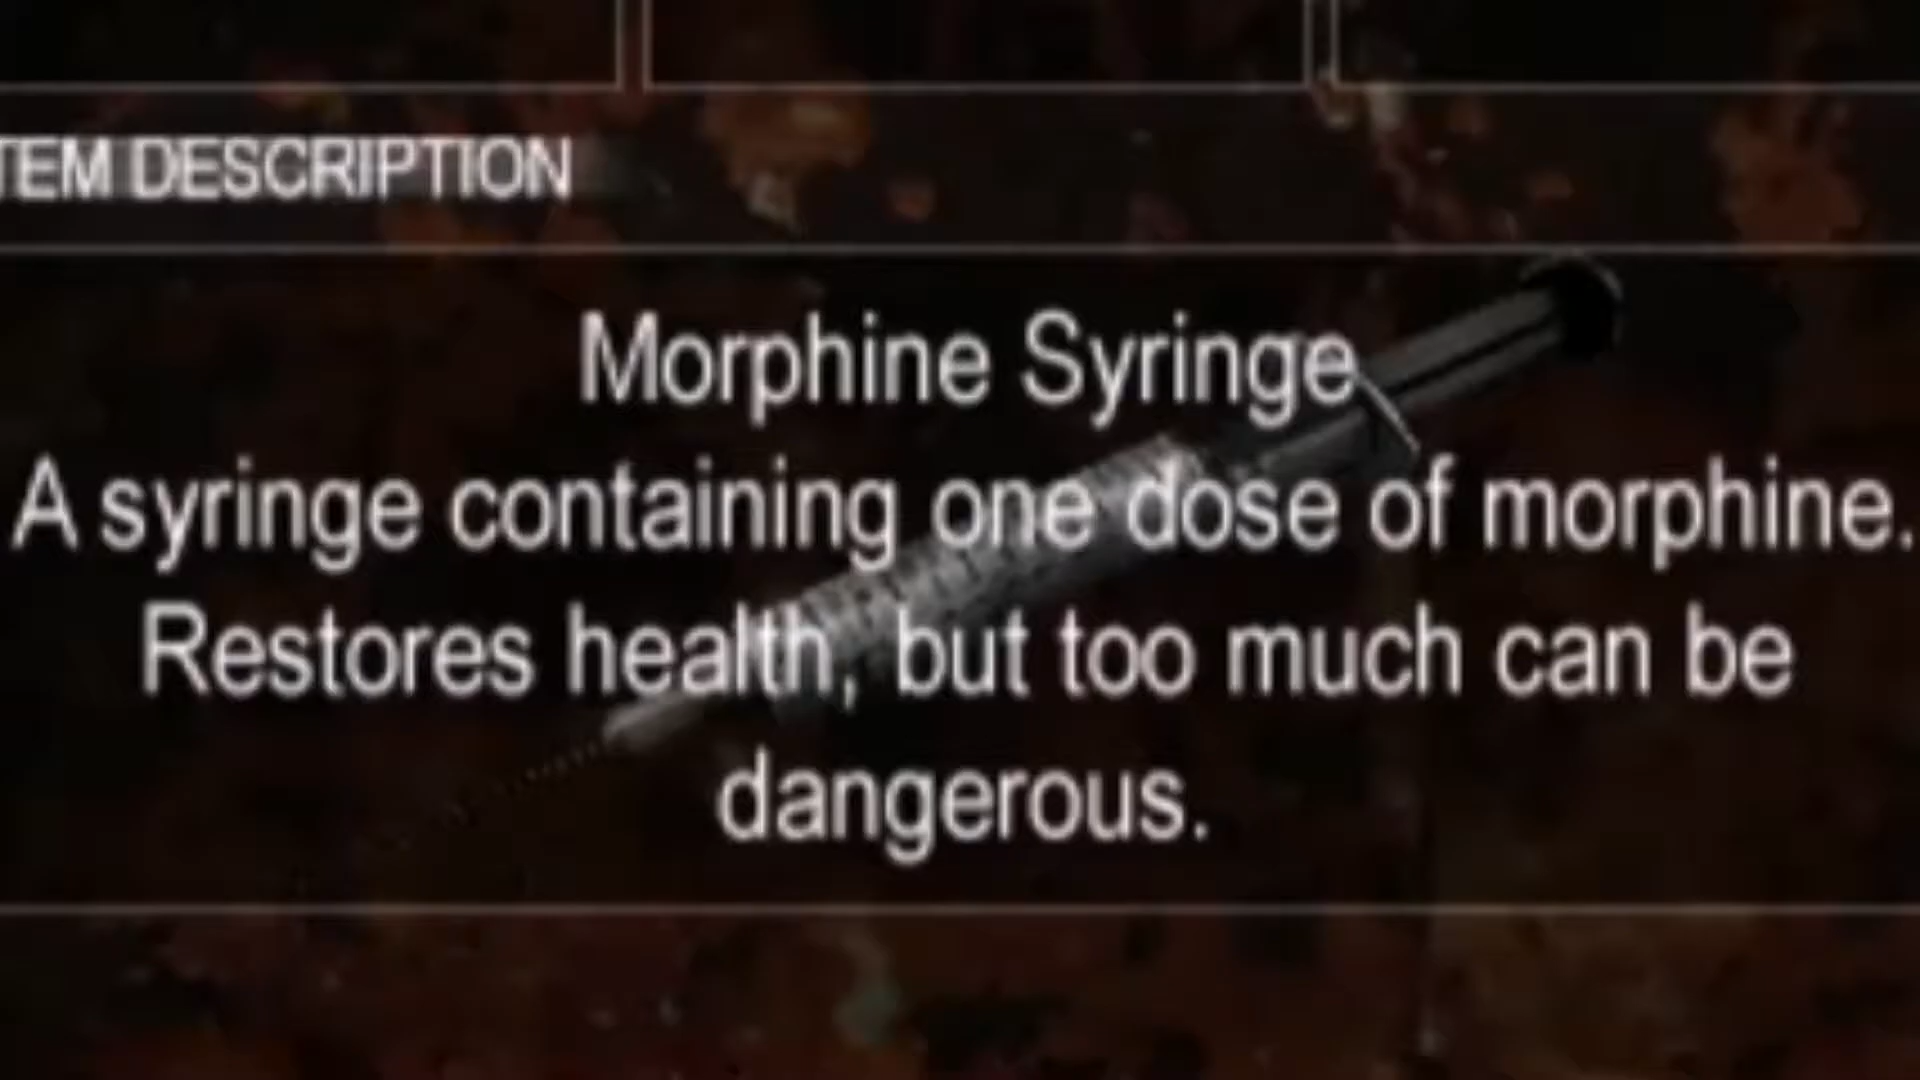 TEM DESCRIPTION
Morphine Syringe
A syringe containing one dose of morphine.
Restores health, but too much can be
dangerous.